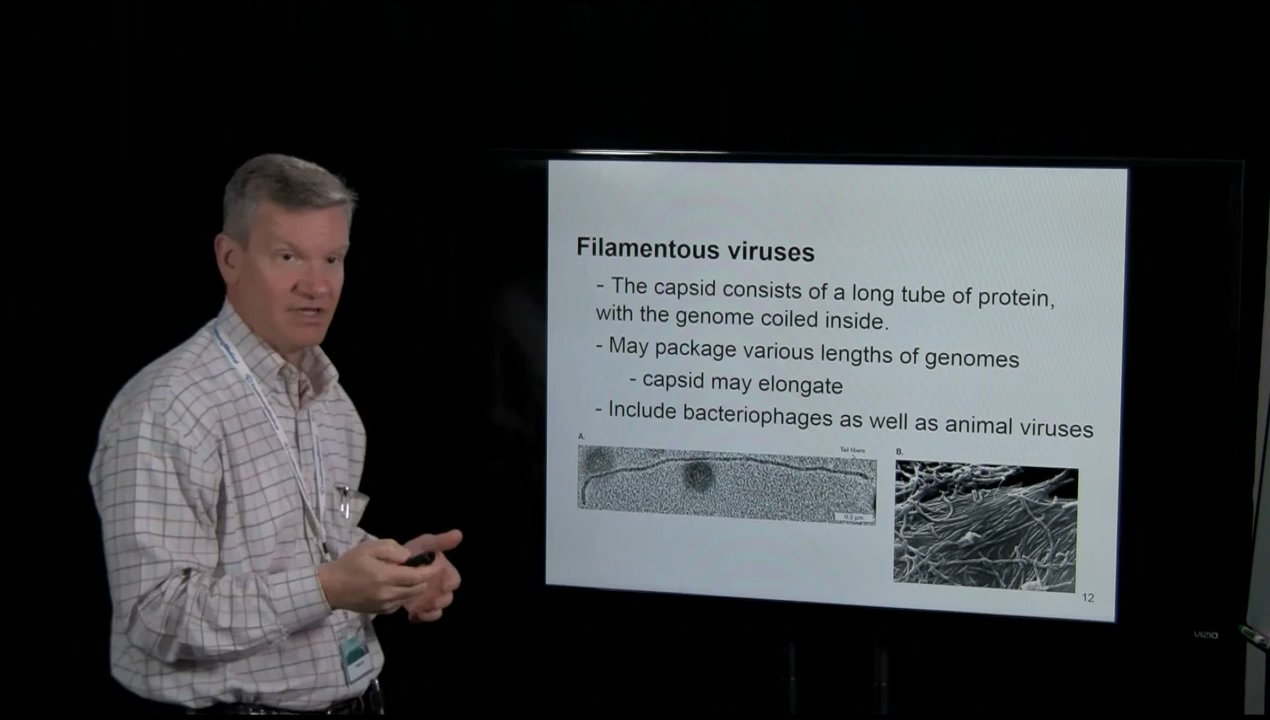 Filamentous viruses
- The capsid consists of a long tube of protein,
with the genome coiled inside.
- May package various lengths of genomes
- capsid may elongate
- Include bacteriophages as well as animal viruses
A.
Tail fibers
B.
0.2 µm
12
VIZIO